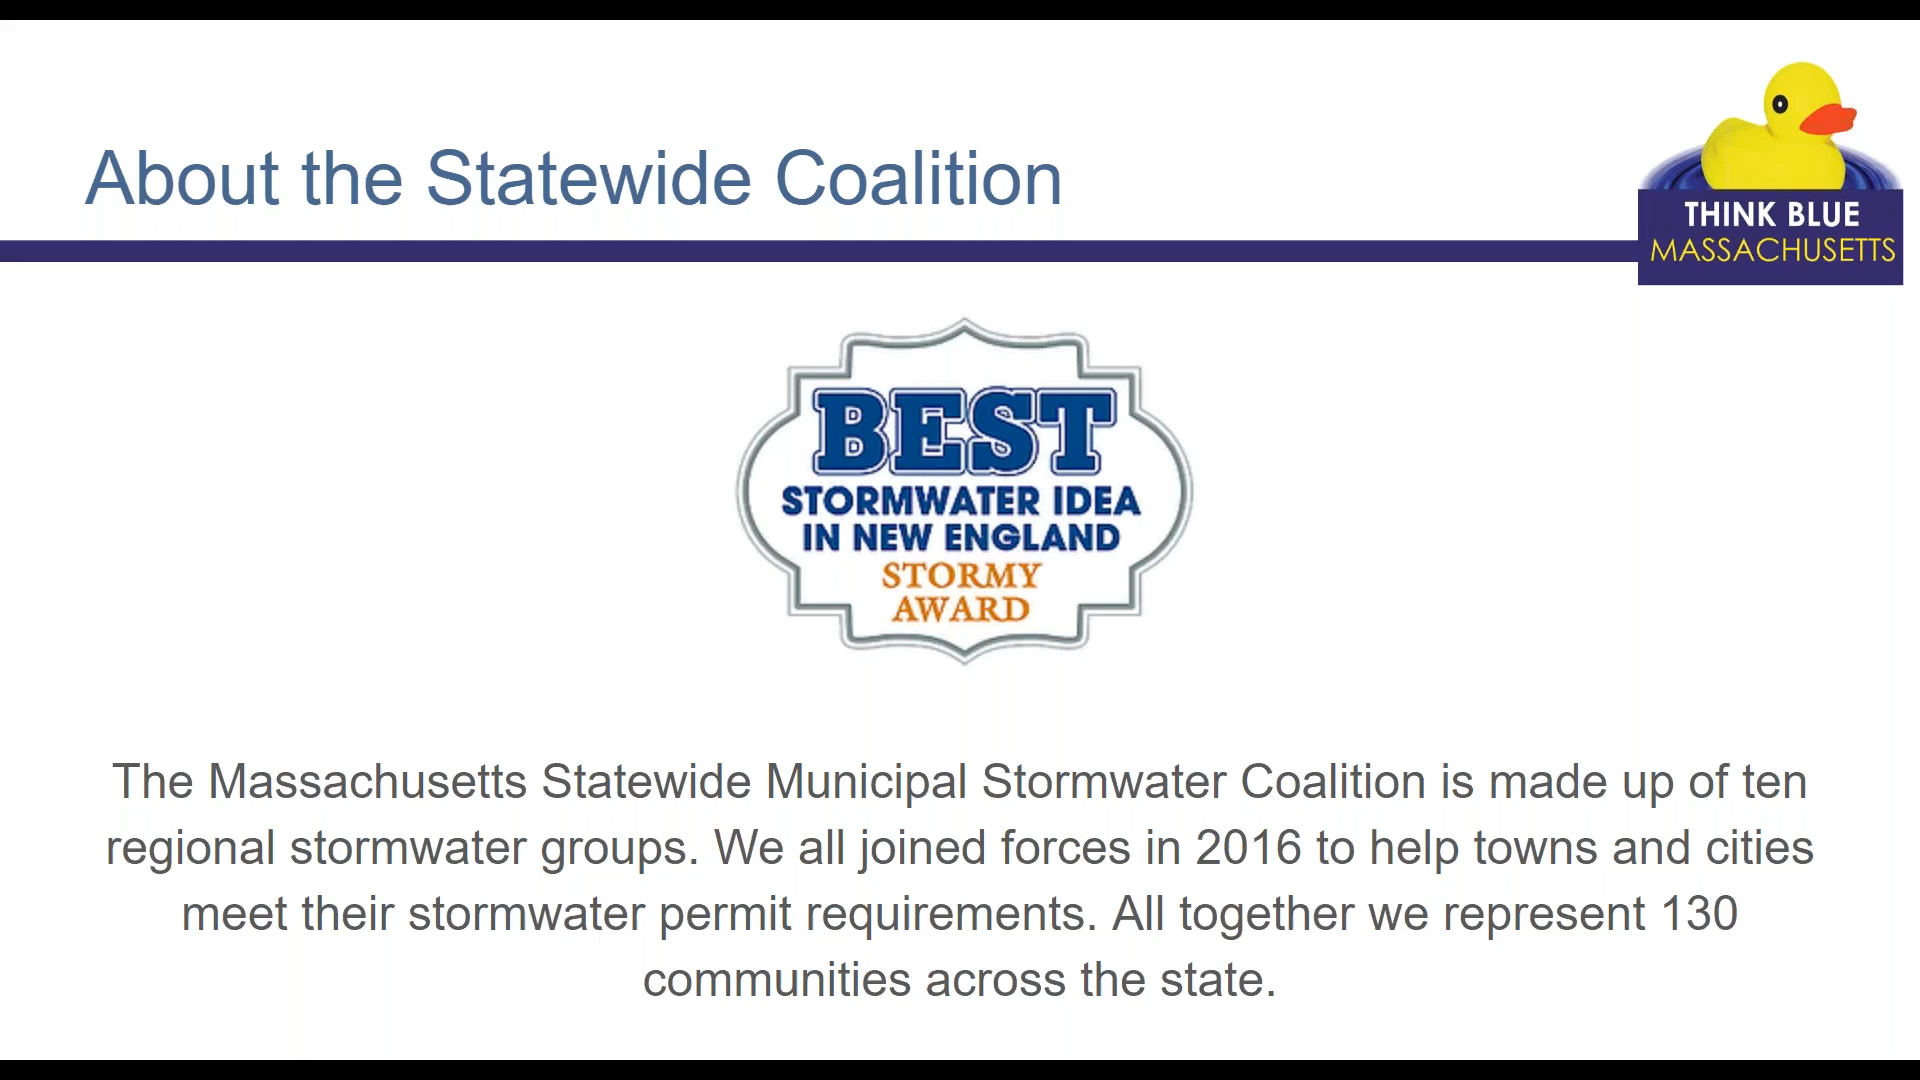 About the Statewide Coalition
THINK BLUE
MASSACHUSETTS
BEST
STORMWATER IDEA
IN NEW ENGLAND
STORMY
AWARD
The Massachusetts Statewide Municipal Stormwater Coalition is made up of ten
regional stormwater groups. We all joined forces in 2016 to help towns and cities
meet their stormwater permit requirements. All together we represent 130
communities across the state.